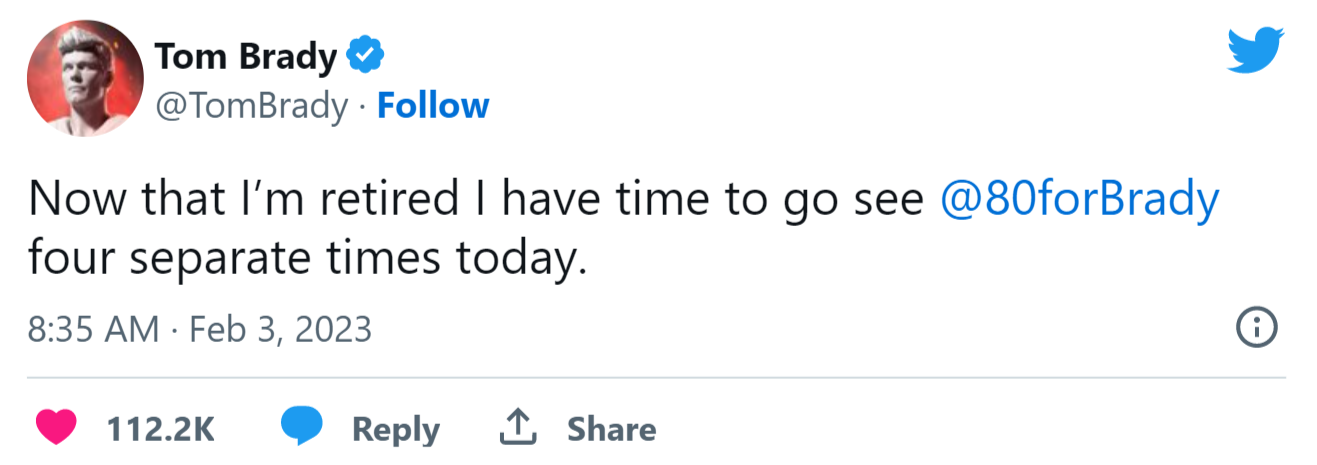 Tom Brady
@TomBrady · Follow
Now that I’m retired I have time to go see @80forBrady
four separate times today.
8:35 AM · Feb 3, 2023
112.2K Reply Share